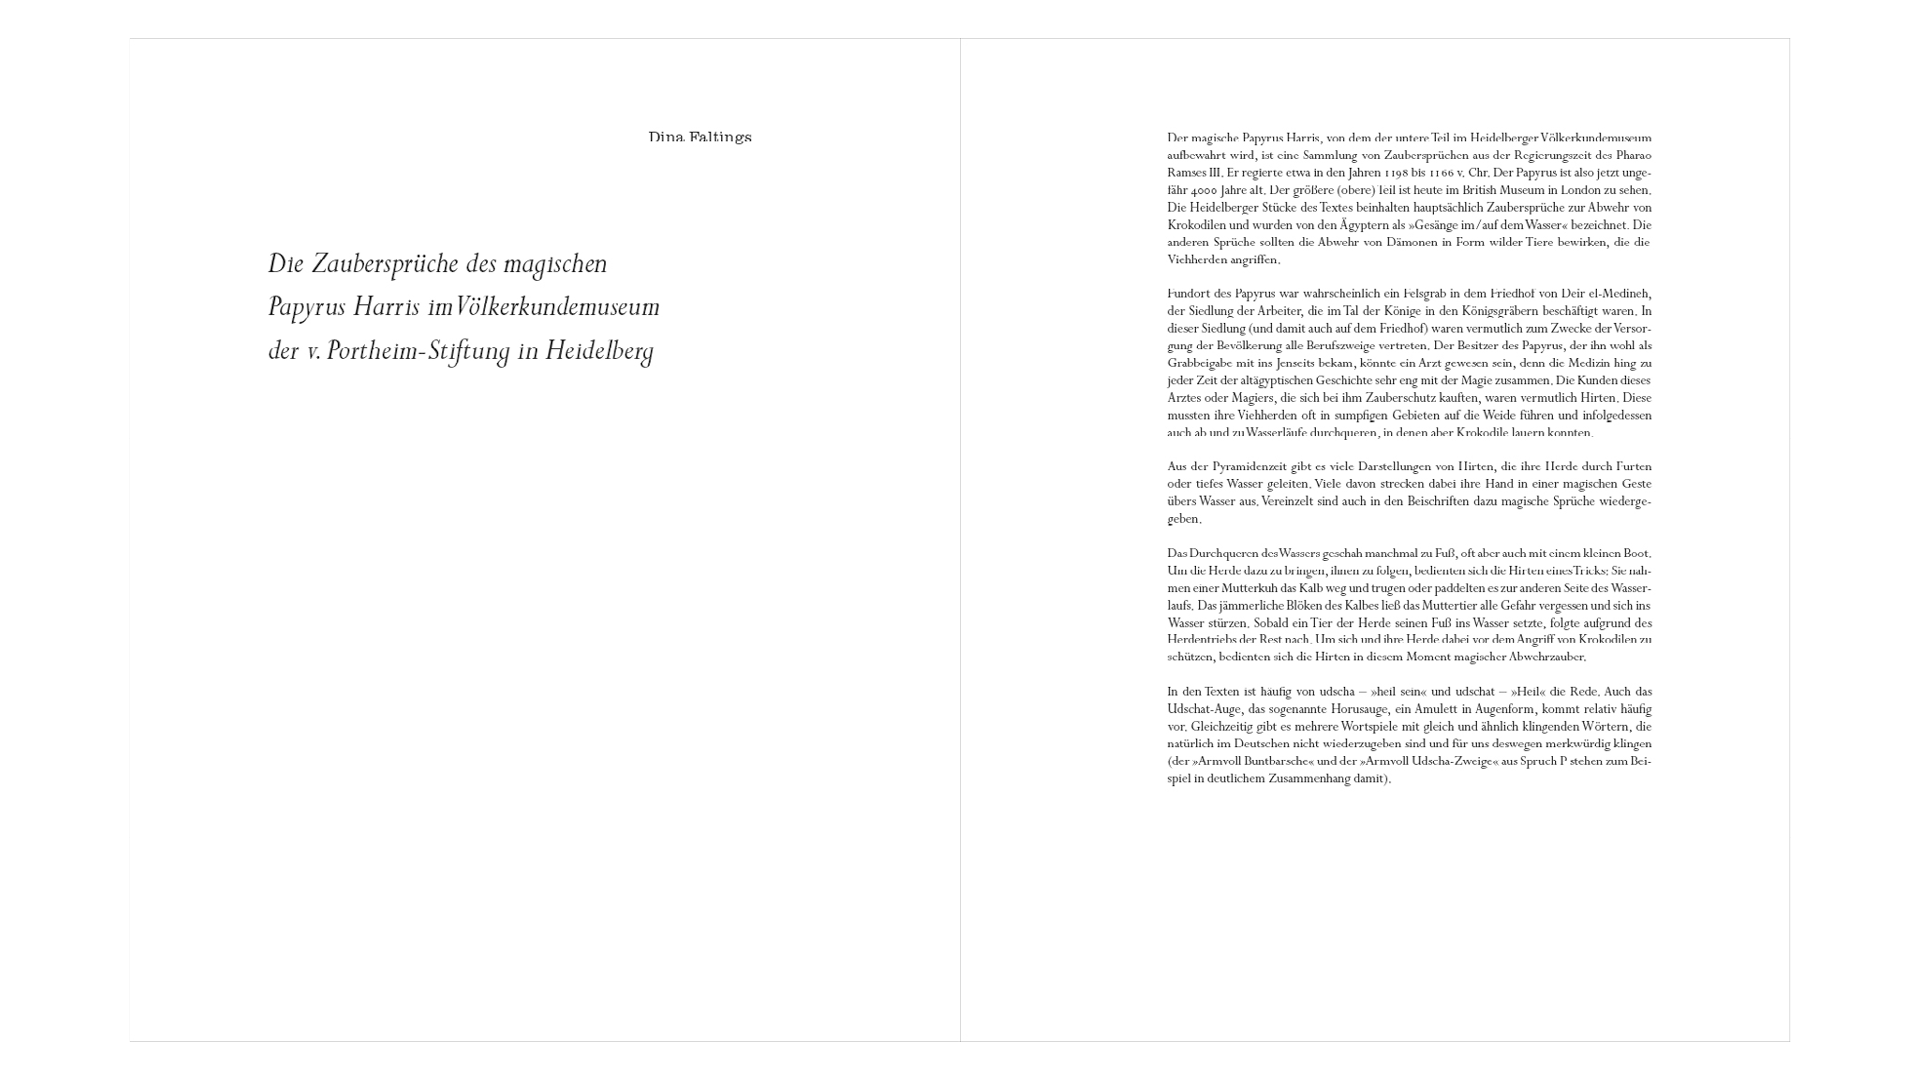 Dina Faltings
Die Zaubersprüche des magischen
Papyrus Harris im Völkerkundemuseum
der v. Portheim-Stiftung in Heidelberg
Der magische Papyrus Harris, von dem der untere Teil im Heidelberger Völkerkundemuseum
aufbewahrt wird, ist eine Sammlung von Zaubersprüchen aus der Regierungszeit des Pharao
Ramses III. Er regierte etwa in den Jahren 1198 bis 1166 v. Chr. Der Papyrus ist also jetzt unge-
fähr 4000 Jahre alt. Der größere (obere) Teil ist heute im British Museum in London zu sehen.
Die Heidelberger Stücke des Textes beinhalten hauptsächlich Zaubersprüche zur Abwehr von
Krokodilen und wurden von den Ägyptern als »Gesänge im/auf dem Wasser« bezeichnet. Die
anderen Sprüche sollten die Abwehr von Dämonen in Form wilder Tiere bewirken, die die
Viehherden angriffen.
Fundort des Papyrus war wahrscheinlich ein Felsgrab in dem Friedhof von Deir el-Medineh,
der Siedlung der Arbeiter, die im Tal der Könige in den Königsgräbern beschäftigt waren. In
dieser Siedlung (und damit auch auf dem Friedhof) waren vermutlich zum Zwecke der Versor-
gung der Bevölkerung alle Berufszweige vertreten. Der Besitzer des Papyrus, der ihn wohl als
Grabbeigabe mit ins Jenseits bekam, könnte ein Arzt gewesen sein, denn die Medizin hing zu
jeder Zeit der altägyptischen Geschichte sehr eng mit der Magie zusammen. Die Kunden dieses
Arztes oder Magiers, die sich bei ihm Zauberschutz kauften, waren vermutlich Hirten. Diese
mussten ihre Viehherden oft in sumpfigen Gebieten auf die Weide führen und infolgedessen
auch ab und zu Wasserläufe durchqueren, in denen aber Krokodile lauern konnten.
Aus der Pyramidenzeit gibt es viele Darstellungen von Hirten, die ihre Herde durch Furten
oder tiefes Wasser geleiten. Viele davon strecken dabei ihre Hand in einer magischen Geste
übers Wasser aus. Vereinzelt sind auch in den Beischriften dazu magische Sprüche wiederge-
geben.
Das Durchqueren des Wassers geschah manchmal zu Fuß, oft aber auch mit einem kleinen Boot.
Um die Herde dazu zu bringen, ihnen zu folgen, bedienten sich die Hirten eines Tricks: Sie nah-
men einer Mutterkuh das Kalb weg und trugen oder paddelten es zur anderen Seite des Wasser-
laufs. Das jämmerliche Blöken des Kalbes ließ das Muttertier alle Gefahr vergessen und sich ins
Wasser stürzen. Sobald ein Tier der Herde seinen Fuß ins Wasser setzte, folgte aufgrund des
Herdentriebs der Rest nach. Um sich und ihre Herde dabei vor dem Angriff von Krokodilen zu
schützen, bedienten sich die Hirten in diesem Moment magischer Abwehrzauber.
In den Texten ist häufig von udscha – »heil sein« und udschat – »Heil« die Rede. Auch das
Udschat-Auge, das sogenannte Horusauge, ein Amulett in Augenform, kommt relativ häufig
vor. Gleichzeitig gibt es mehrere Wortspiele mit gleich und ähnlich klingenden Wörtern, die
natürlich im Deutschen nicht wiederzugeben sind und für uns deswegen merkwürdig klingen
(der »Armvoll Buntbarsche« und der »Armvoll Udscha-Zweige« aus Spruch P stehen zum Bei-
spiel in deutlichem Zusammenhang damit).